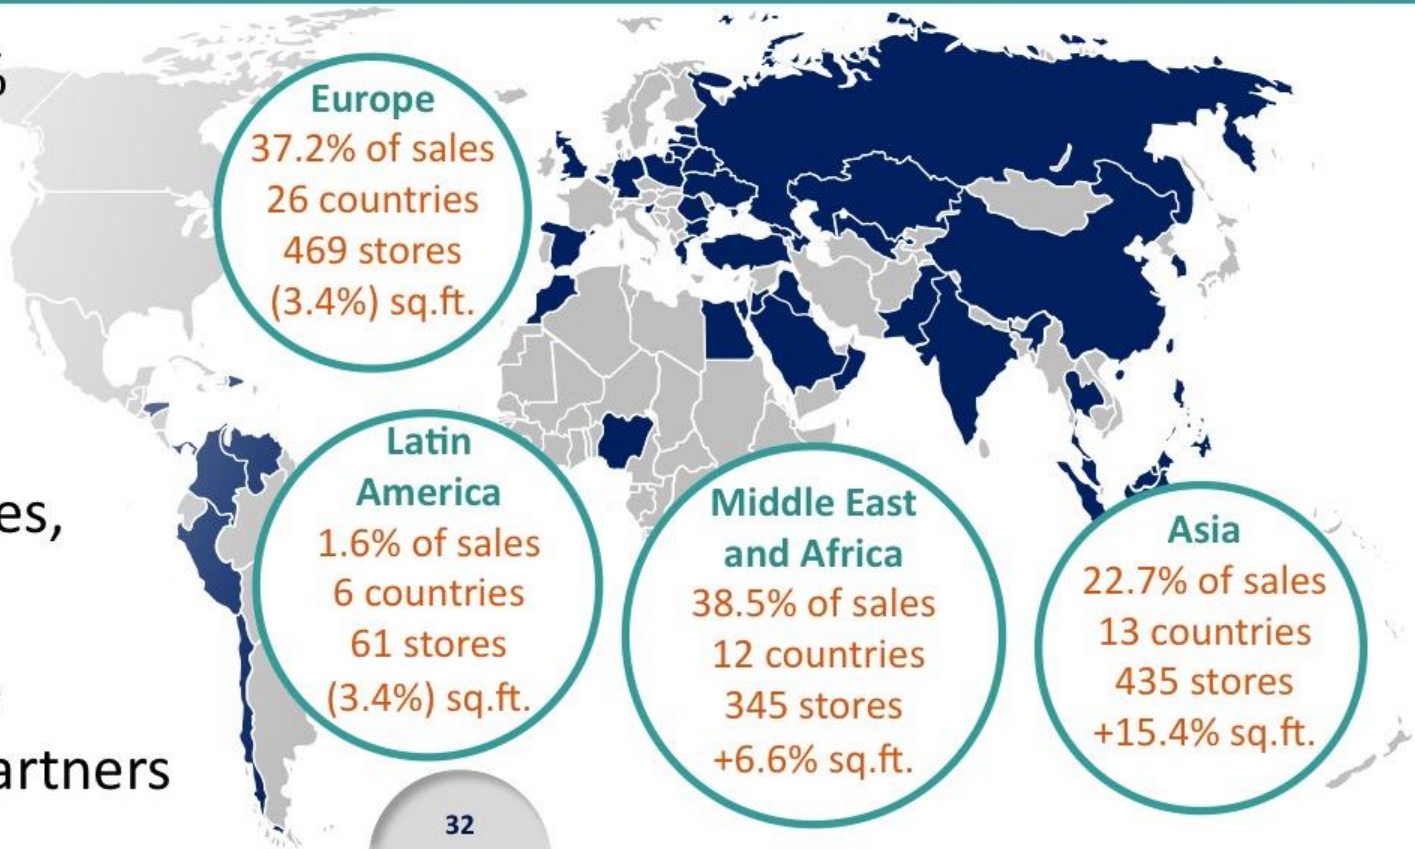 %
es,
artners
Europe
37.2% of sales
26 countries
469 stores
(3.4%) sq.ft.
Latin
America
1.6% of sales
6 countries
61 stores
(3.4%) sq.ft.
Middle East
and Africa
38.5% of sales
12 countries
345 stores
+6.6% sq.ft.
Asia
22.7% of sales
13 countries
435 stores
+15.4% sq.ft.
32